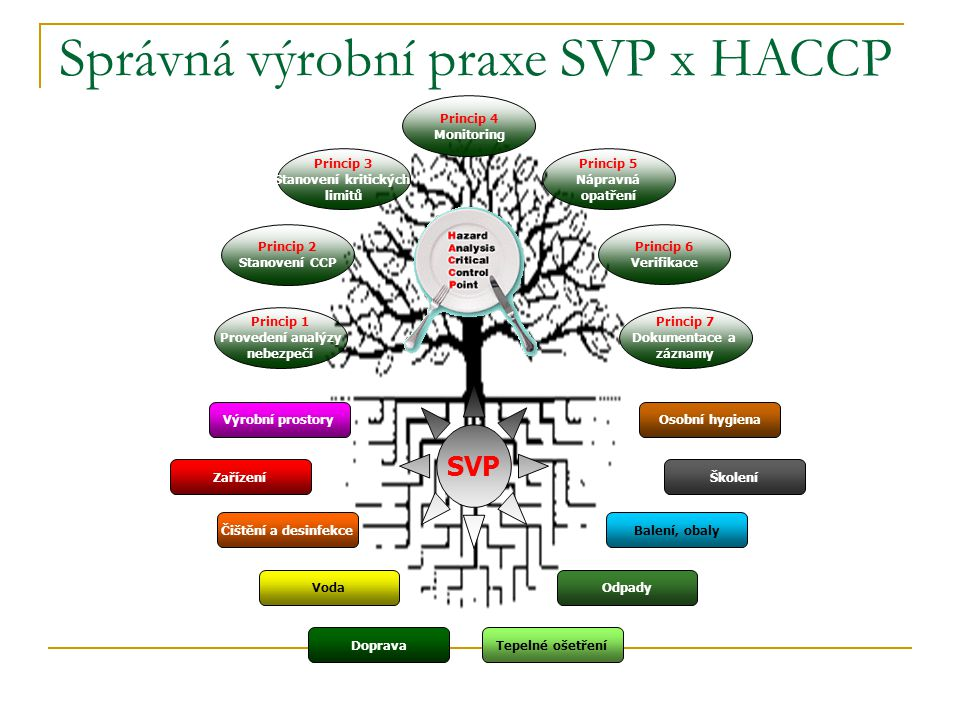 Správná výrobní praxe SVP x HACCP
Princip 4
Monitoring
Princip 3
Stanovení kritických
limitů
Princip 5
Nápravná
opatření
Princip 2
Stanovení CCP
Hazard
Analysis
Critical
Control
Point
Princip 6
Verifikace
Princip 1
Provedení analýzy
nebezpečí
Princip 7
Dokumentace a
záznamy
Výrobní prostory
Osobní hygiena
SVP
Zařízení
Školení
Čištění a desinfekce
Balení, obaly
Voda
Odpady
Doprava
Tepelné ošetření